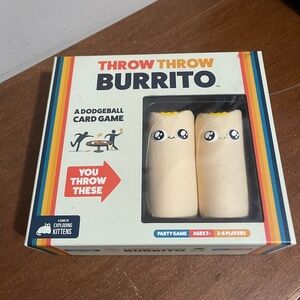 THROW THROW
BURRITO™
A DODGEBALL
CARD GAME
YOU
THROW
THESE
A GAME BY
EXPLODING
KITTENS
PARTY GAME
AGES 7+
2-6 PLAYERS
BURRITO